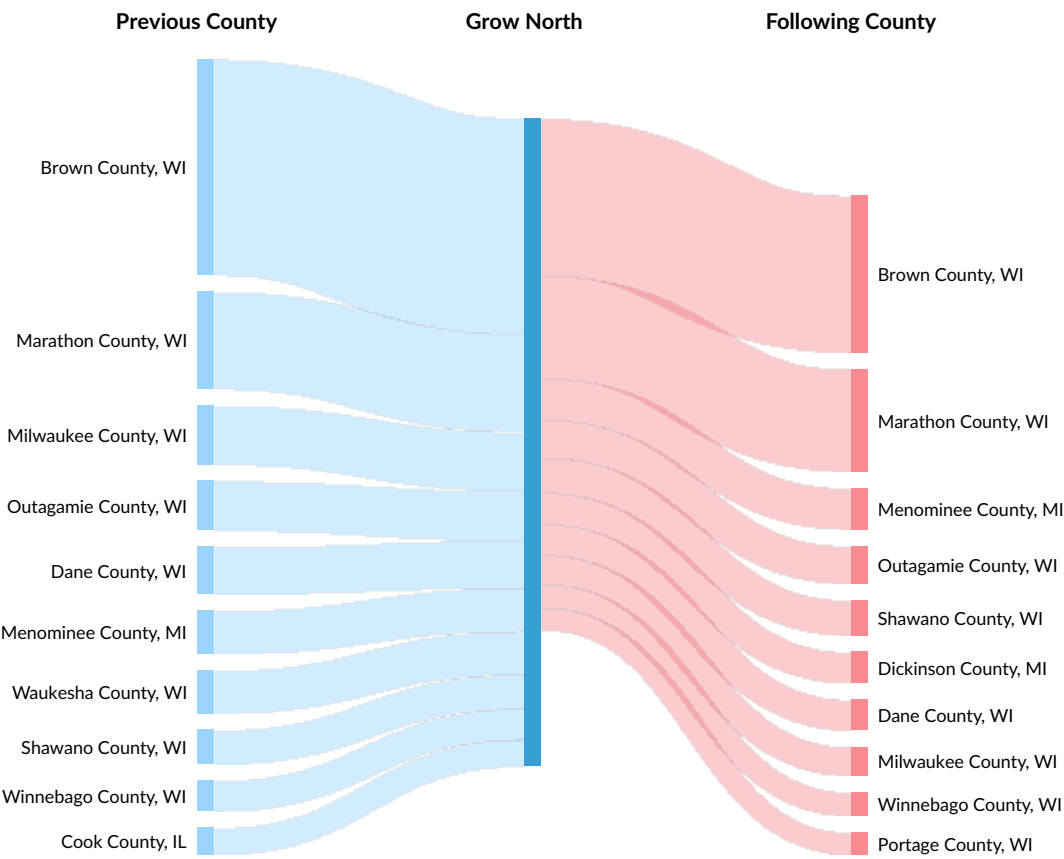 Previous County
Grow North
Following County
Brown County, WI
Marathon County, WI
Milwaukee County, WI
Outagamie County, WI
Dane County, WI
Menominee County, MI
Waukesha County, WI
Shawano County, WI
Winnebago County, WI
Cook County, IL
Brown County, WI
Marathon County, WI
Menominee County, MI
Outagamie County, WI
Shawano County, WI
Dickinson County, MI
Dane County, WI
Milwaukee County, WI
Winnebago County, WI
Portage County, WI